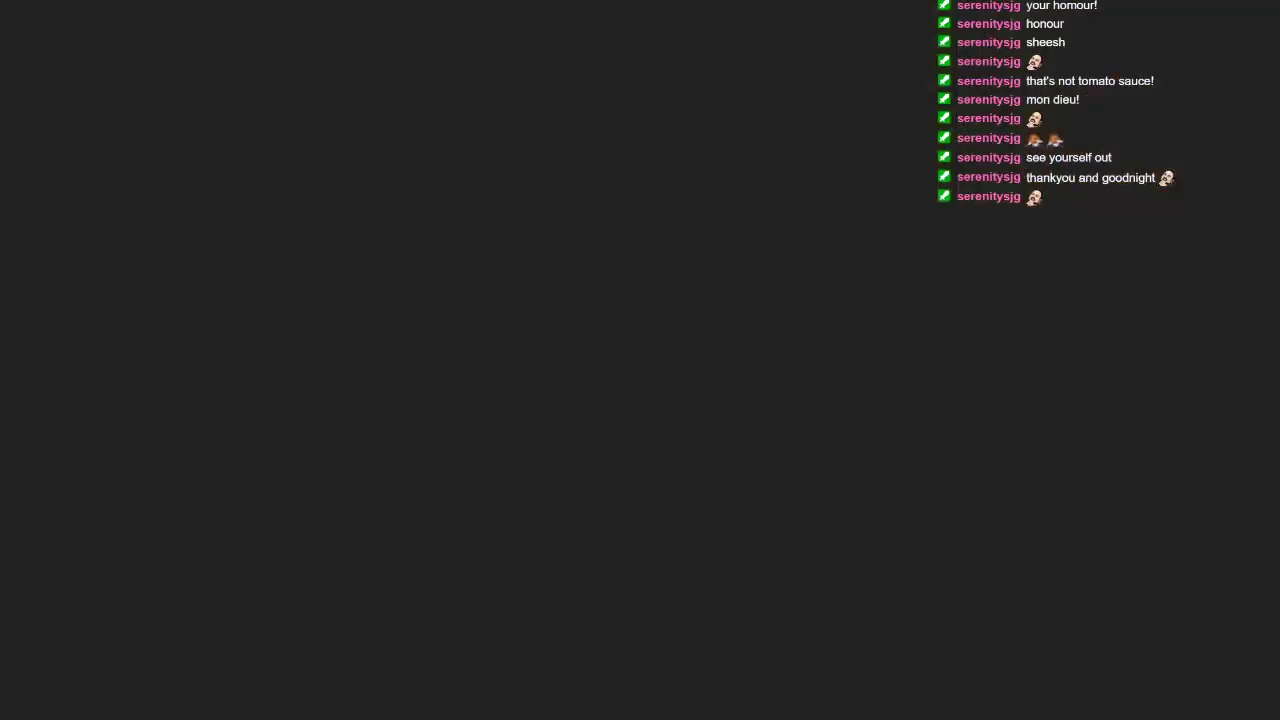 serenitysjg your homour!
serenitysjg honour
serenitysjg sheesh
serenitysjg
serenitysjg that's not tomato sauce!
serenitysjg mon dieu!
serenitysjg
serenitysjg
serenitysjg see yourself out
serenitysjg thankyou and goodnight
serenitysjg